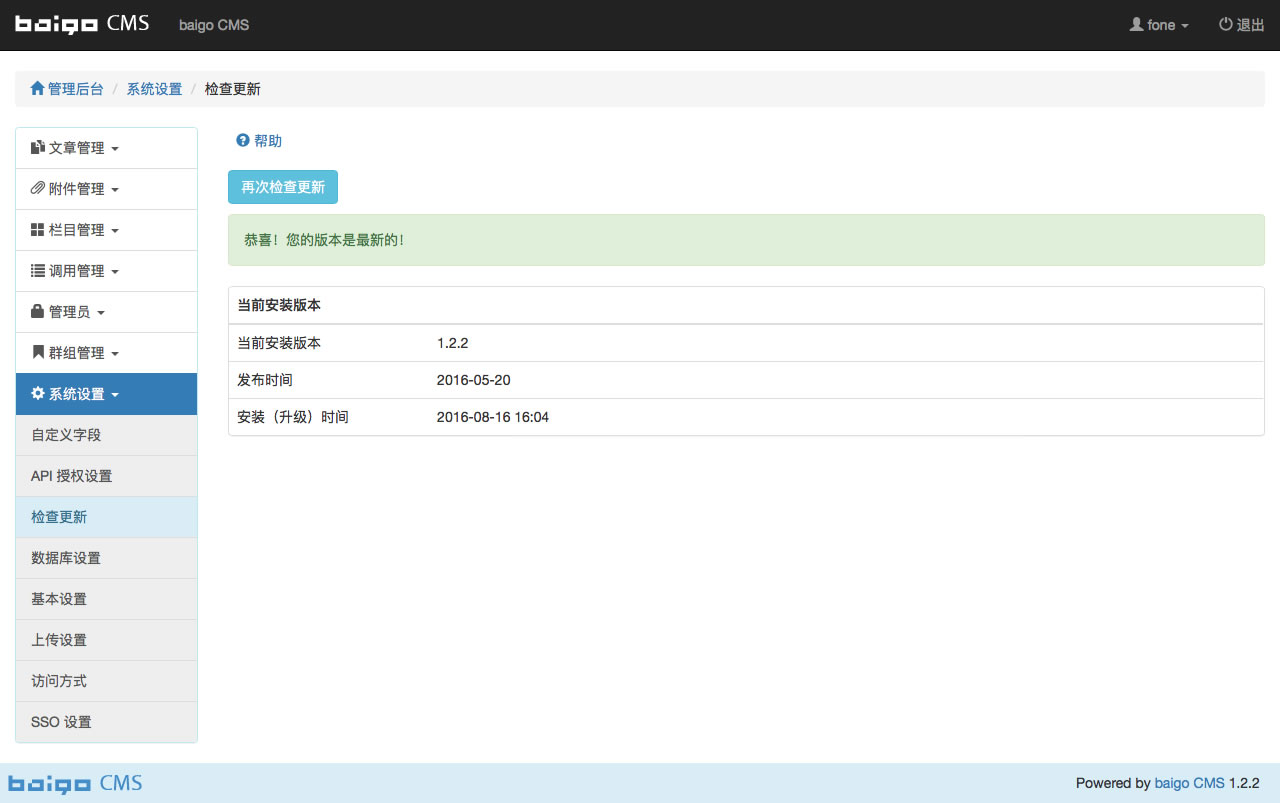 baigo CMS baigo CMS fone 退出
管理后台 / 系统设置 / 检查更新
文章管理
附件管理
栏目管理
调用管理
管理员
群组管理
系统设置
自定义字段
API 授权设置
检查更新
数据库设置
基本设置
上传设置
访问方式
SSO 设置
帮助
再次检查更新
恭喜！您的版本是最新的！
当前安装版本
当前安装版本 1.2.2
发布时间 2016-05-20
安装（升级）时间 2016-08-16 16:04
baigo CMS Powered by baigo CMS 1.2.2